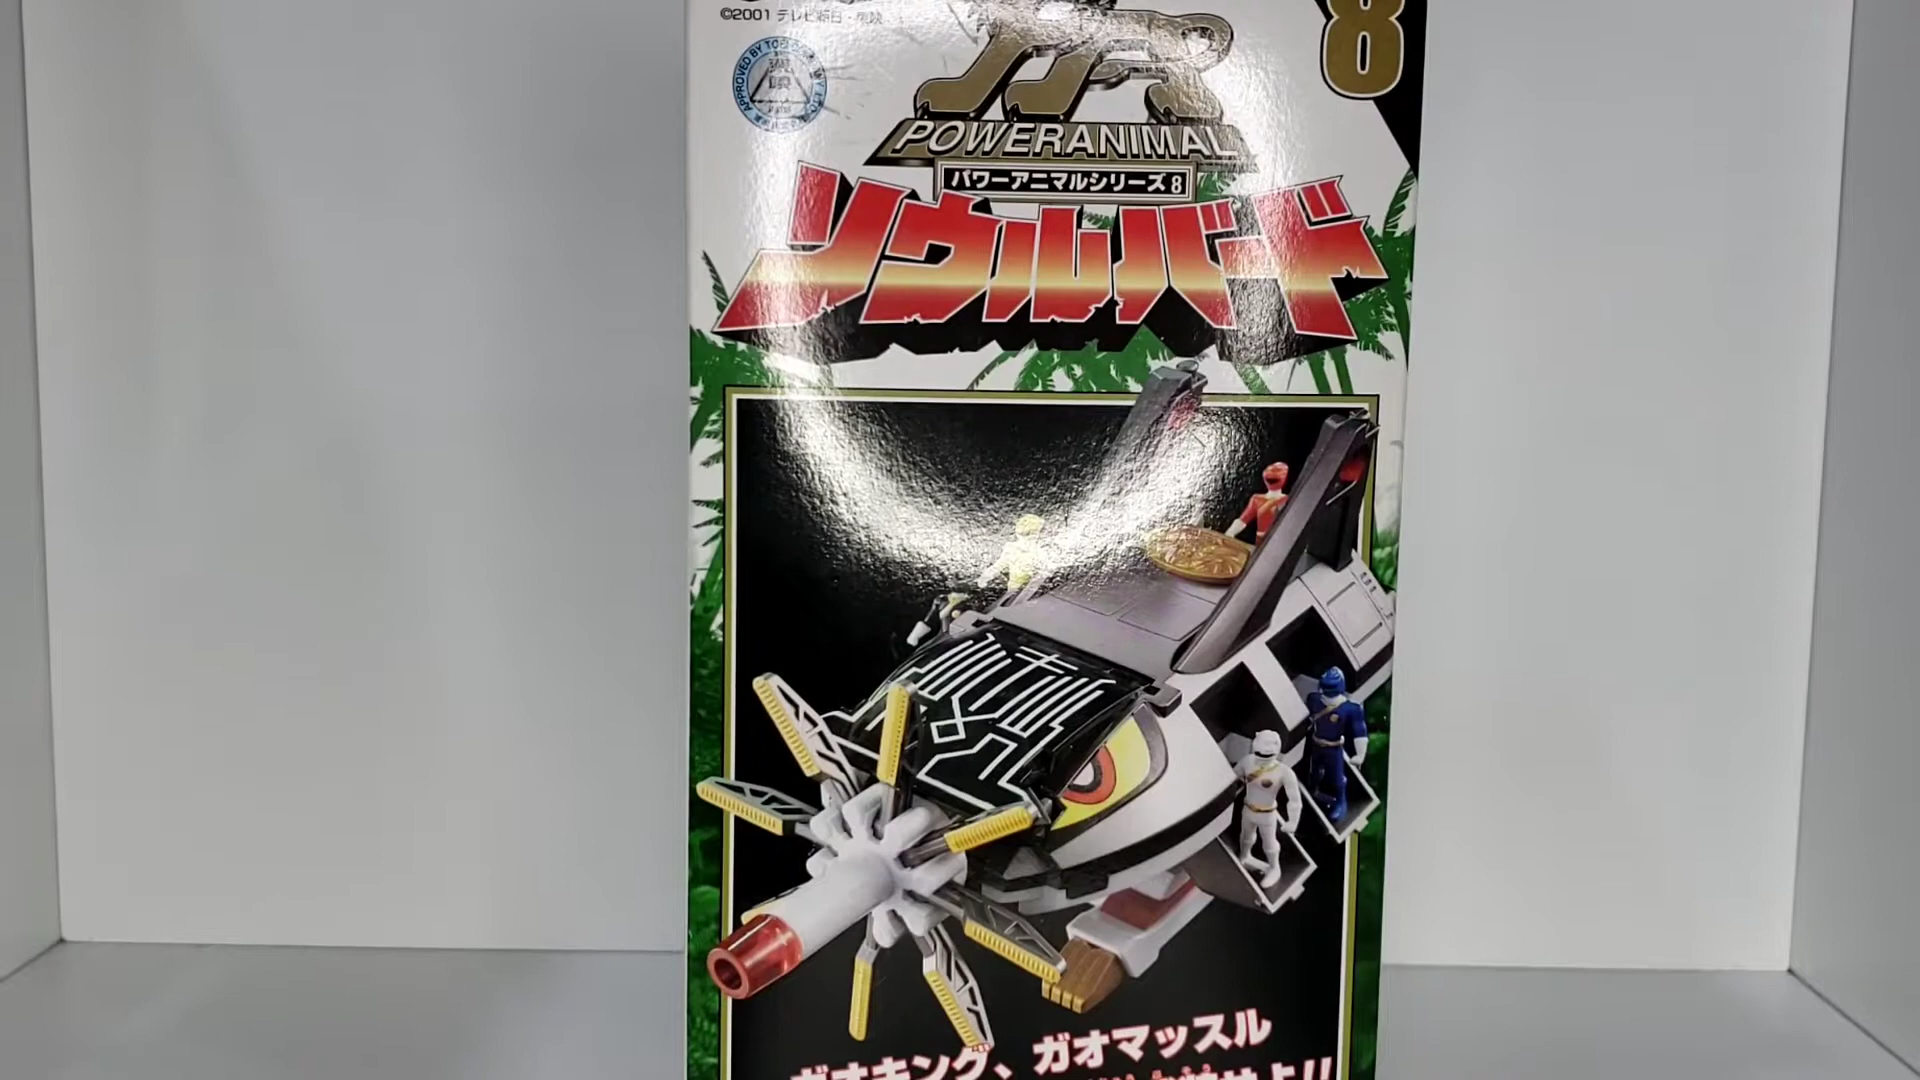 ©2001 テレビ朝日・東映
8
POWERANIMAL
パワーアニマルシリーズ8
ソウルバード
ガオキング、ガオマッスル